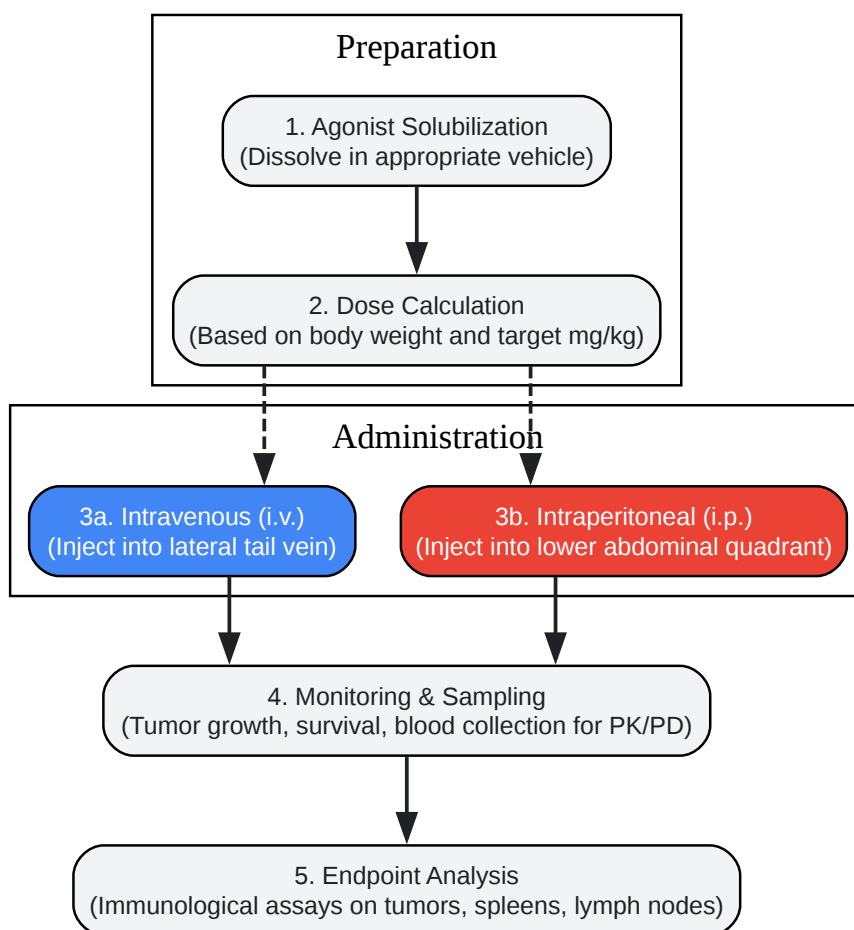 Preparation
1. Agonist Solubilization
(Dissolve in appropriate vehicle)
2. Dose Calculation
(Based on body weight and target mg/kg)
Administration
3a. Intravenous (i.v.)
(Inject into lateral tail vein)
3b. Intraperitoneal (i.p.)
(Inject into lower abdominal quadrant)
4. Monitoring & Sampling
(Tumor growth, survival, blood collection for PK/PD)
5. Endpoint Analysis
(Immunological assays on tumors, spleens, lymph nodes)